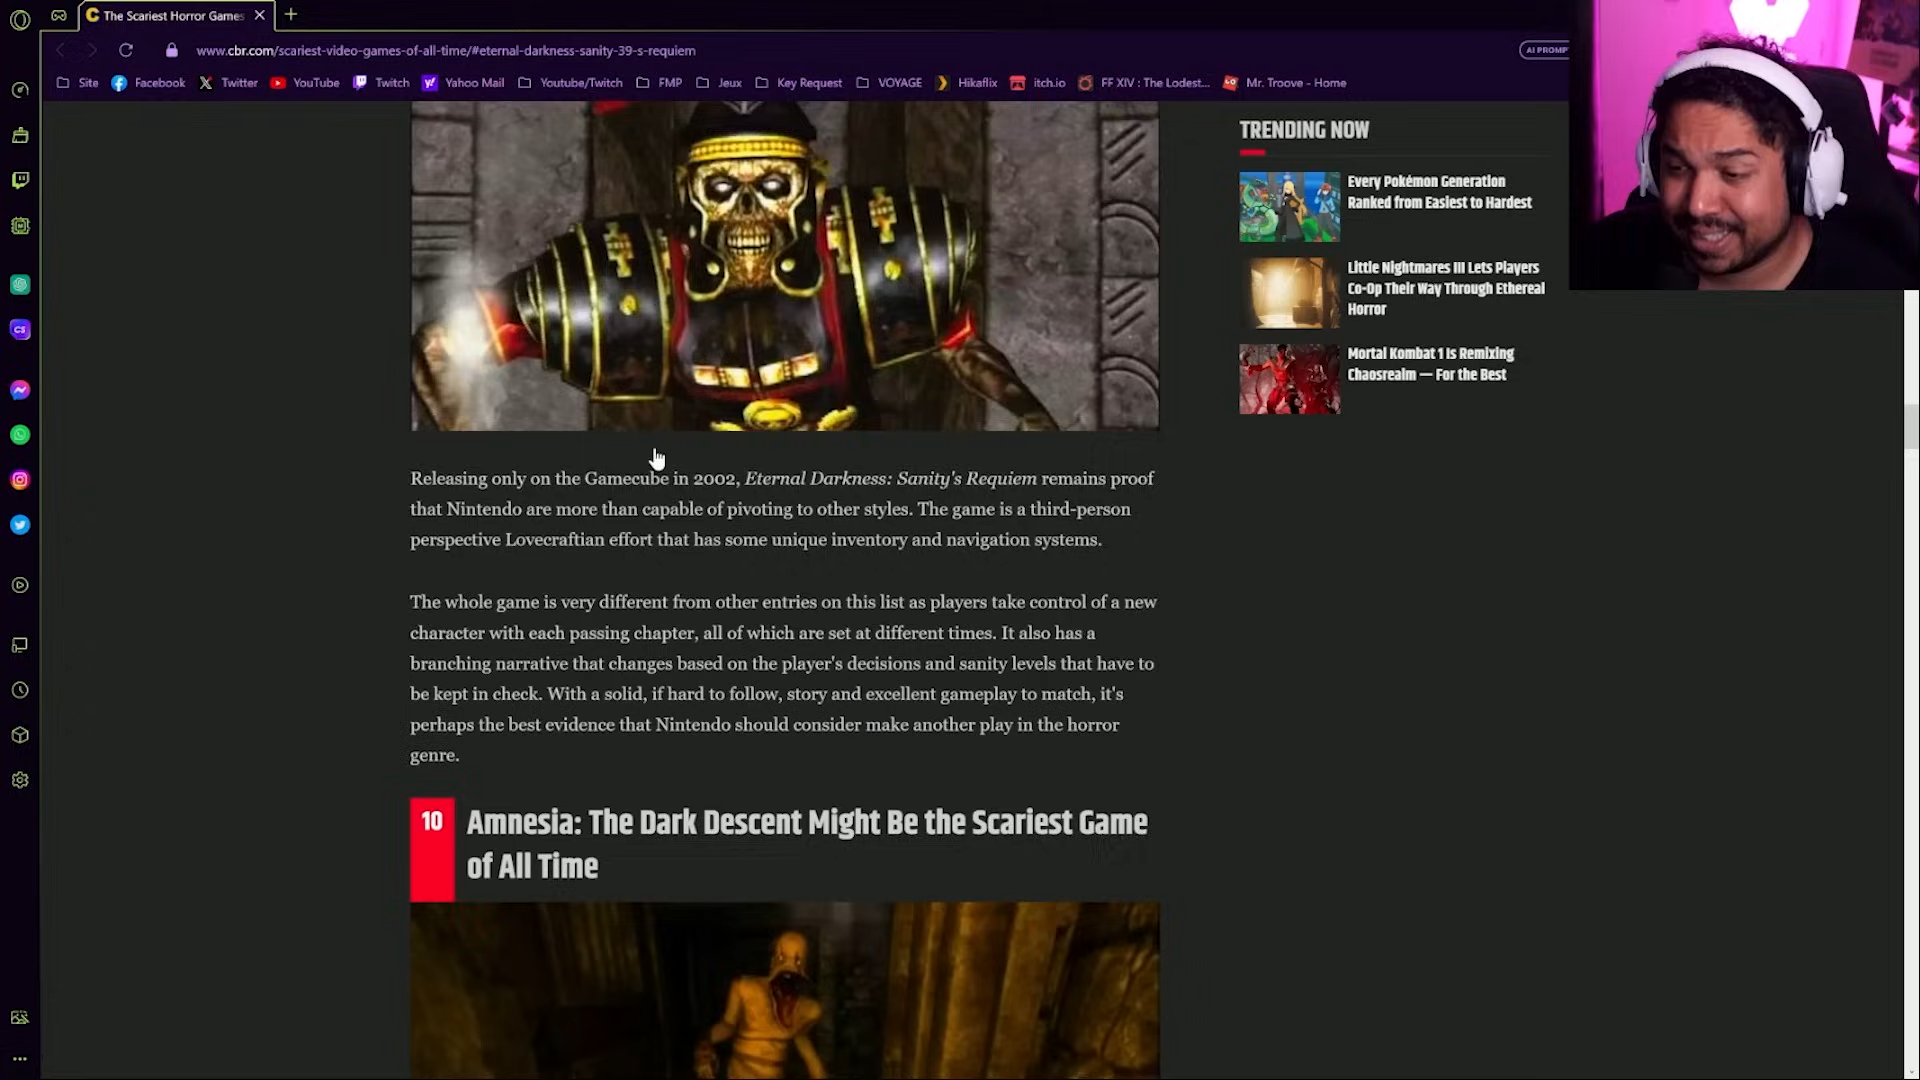 The Scariest Horror Games
www.cbr.com/scariest-video-games-of-all-time/#eternal-darkness-sanity-39-s-requiem
AI PROMP
Site
Facebook
Twitter
YouTube
Twitch
Yahoo Mail
Youtube/Twitch
FMP
Jeux
Key Request
VOYAGE
Hikaflix
itch.io
FF XIV : The Lodest...
Mr. Troove - Home
TRENDING NOW
Every Pokémon Generation
Ranked from Easiest to Hardest
Little Nightmares III Lets Players
Co-Op Their Way Through Ethereal
Horror
Mortal Kombat 1 Is Remixing
Chaosrealm — For the Best
Releasing only on the Gamecube in 2002, Eternal Darkness: Sanity's Requiem remains proof
that Nintendo are more than capable of pivoting to other styles. The game is a third-person
perspective Lovecraftian effort that has some unique inventory and navigation systems.
The whole game is very different from other entries on this list as players take control of a new
character with each passing chapter, all of which are set at different times. It also has a
branching narrative that changes based on the player's decisions and sanity levels that have to
be kept in check. With a solid, if hard to follow, story and excellent gameplay to match, it's
perhaps the best evidence that Nintendo should consider make another play in the horror
genre.
10
Amnesia: The Dark Descent Might Be the Scariest Game
of All Time
CS